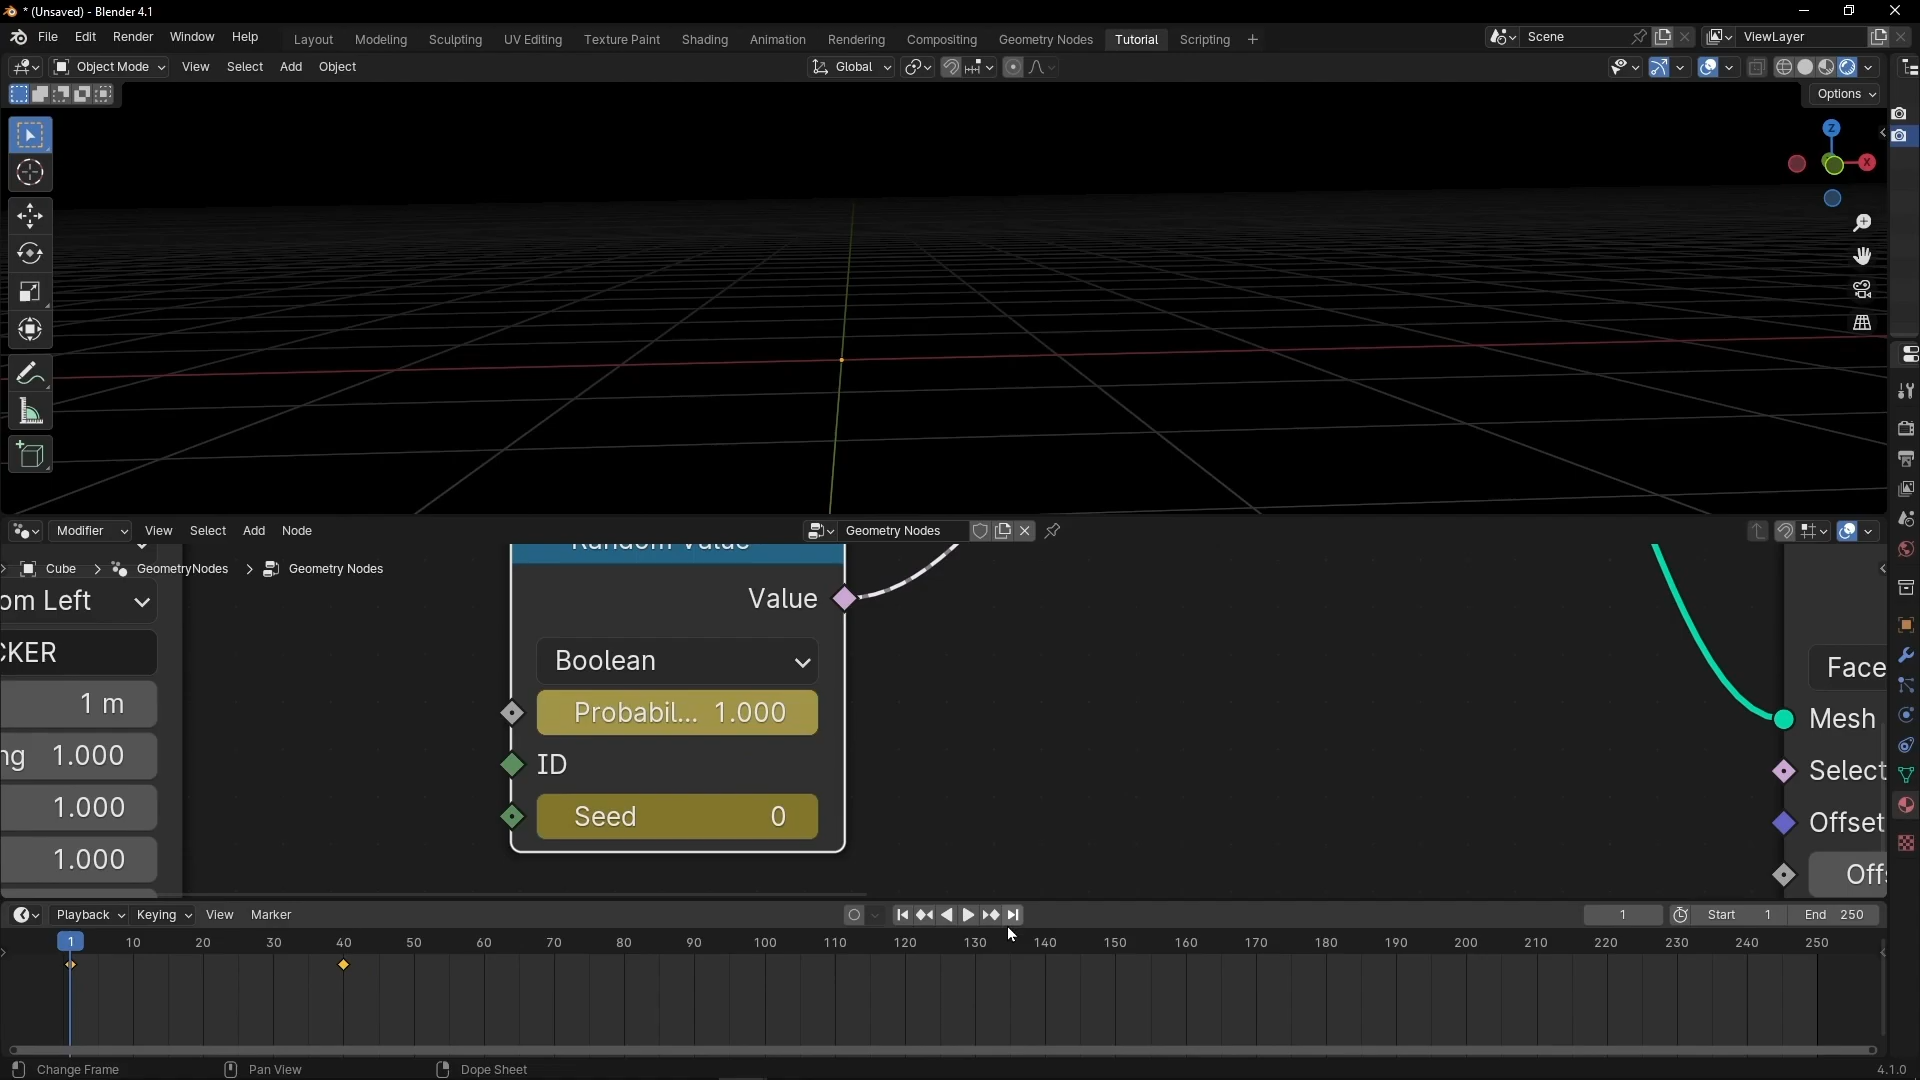 * (Unsaved) - Blender 4.1
File Edit Render Window Help Layout Modeling Sculpting UV Editing Texture Paint Shading Animation Rendering Compositing Geometry Nodes Tutorial Scripting + Scene ViewLayer
Object Mode View Select Add Object Global
Options
Z
X
Modifier View Select Add Node Geometry Nodes
Random Value
Cube > GeometryNodes > Geometry Nodes
om Left
Value
CKER
Boolean
Face
1 m
Probabil... 1.000
Mesh
ng 1.000
ID
Select
1.000
Seed 0
Offset
1.000
Off
Playback Keying View Marker 1 Start 1 End 250
1 10 20 30 40 50 60 70 80 90 100 110 120 130 140 150 160 170 180 190 200 210 220 230 240 250
Change Frame Pan View Dope Sheet 4.1.0